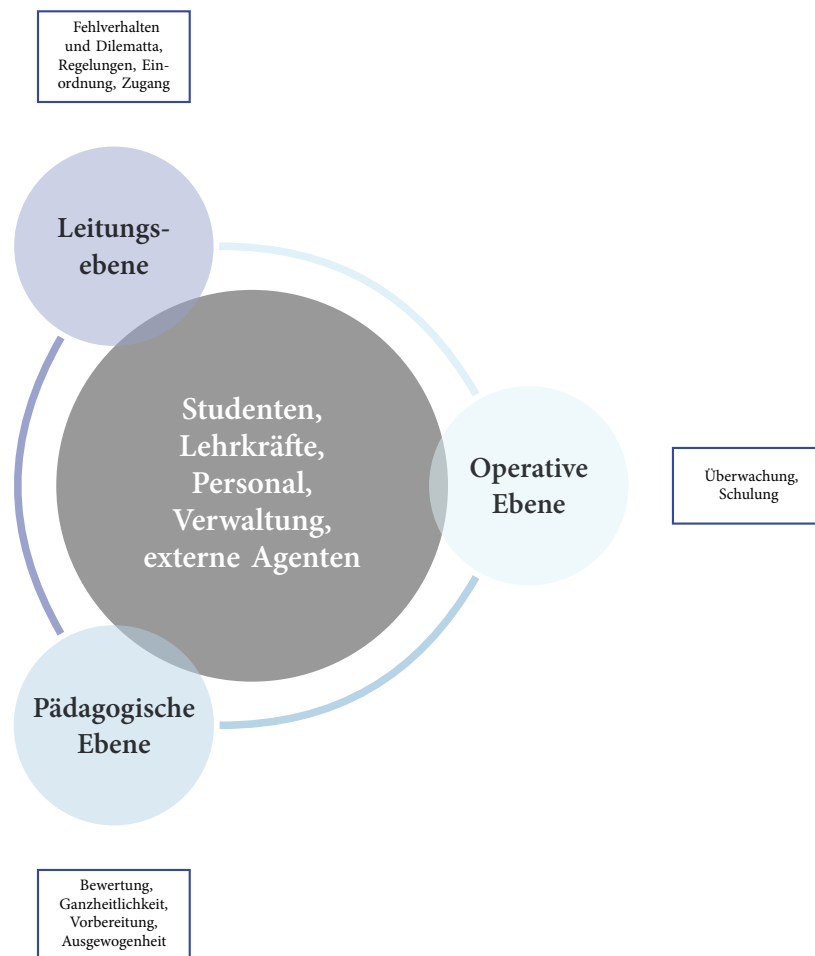 Fehlverhalten
und Dilematta,
Regelungen, Ein-
ordnung, Zugang
Leitungs-
ebene
Studenten,
Lehrkräfte,
Personal,
Verwaltung,
externe Agenten
Operative
Ebene
Überwachung,
Schulung
Pädagogische
Ebene
Bewertung,
Ganzheitlichkeit,
Vorbereitung,
Ausgewogenheit